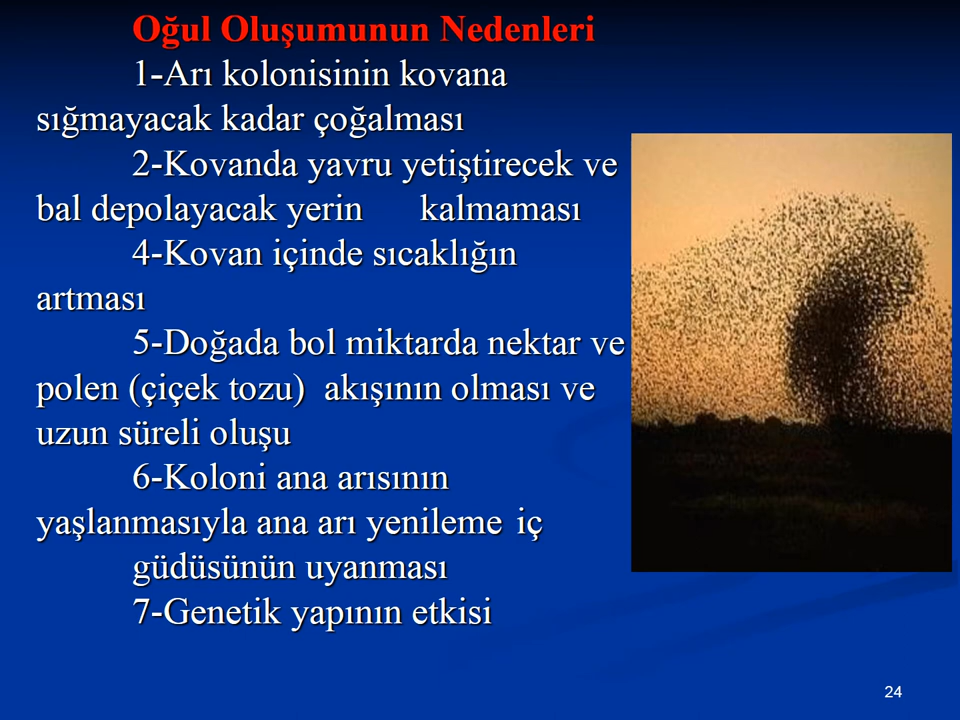 Oğul Oluşumunun Nedenleri
1-Arı kolonisinin kovana
sığmayacak kadar çoğalması
2-Kovanda yavru yetiştirecek ve
bal depolayacak yerin kalmaması
4-Kovan içinde sıcaklığın
artması
5-Doğada bol miktarda nektar ve
polen (çiçek tozu) akışının olması ve
uzun süreli oluşu
6-Koloni ana arısının
yaşlanmasıyla ana arı yenileme iç
güdüsünün uyanması
7-Genetik yapının etkisi
24